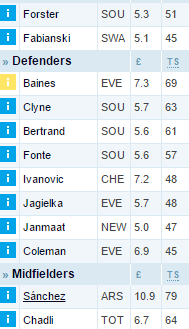 i Forster SOU 5.3 51
i Fabianski SWA 5.1 45
» Defenders £ TS
i Baines EVE 7.3 69
i Clyne SOU 5.7 63
i Bertrand SOU 5.6 61
i Fonte SOU 5.6 57
i Ivanovic CHE 7.2 48
i Jagielka EVE 5.7 48
i Janmaat NEW 5.0 47
i Coleman EVE 6.9 45
» Midfielders £ TS
i Sánchez ARS 10.9 79
i Chadli TOT 6.7 64